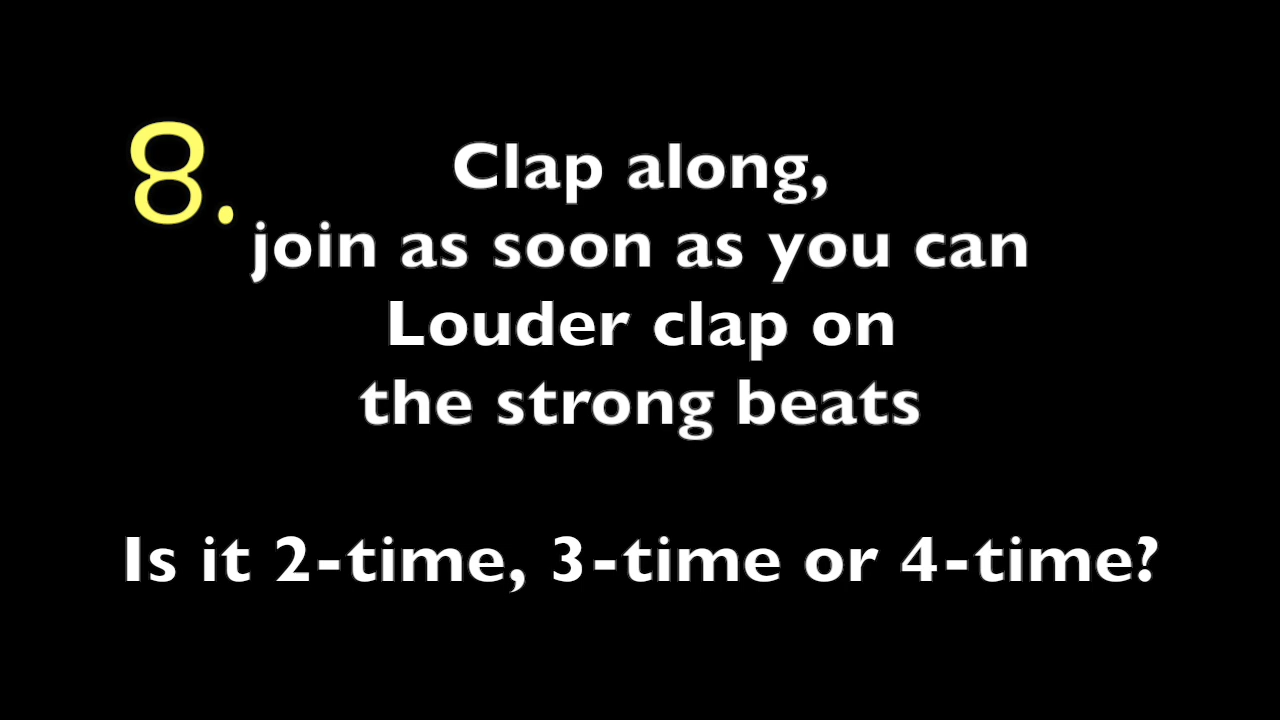 8.
Clap along,
join as soon as you can
Louder clap on
the strong beats
Is it 2-time, 3-time or 4-time?